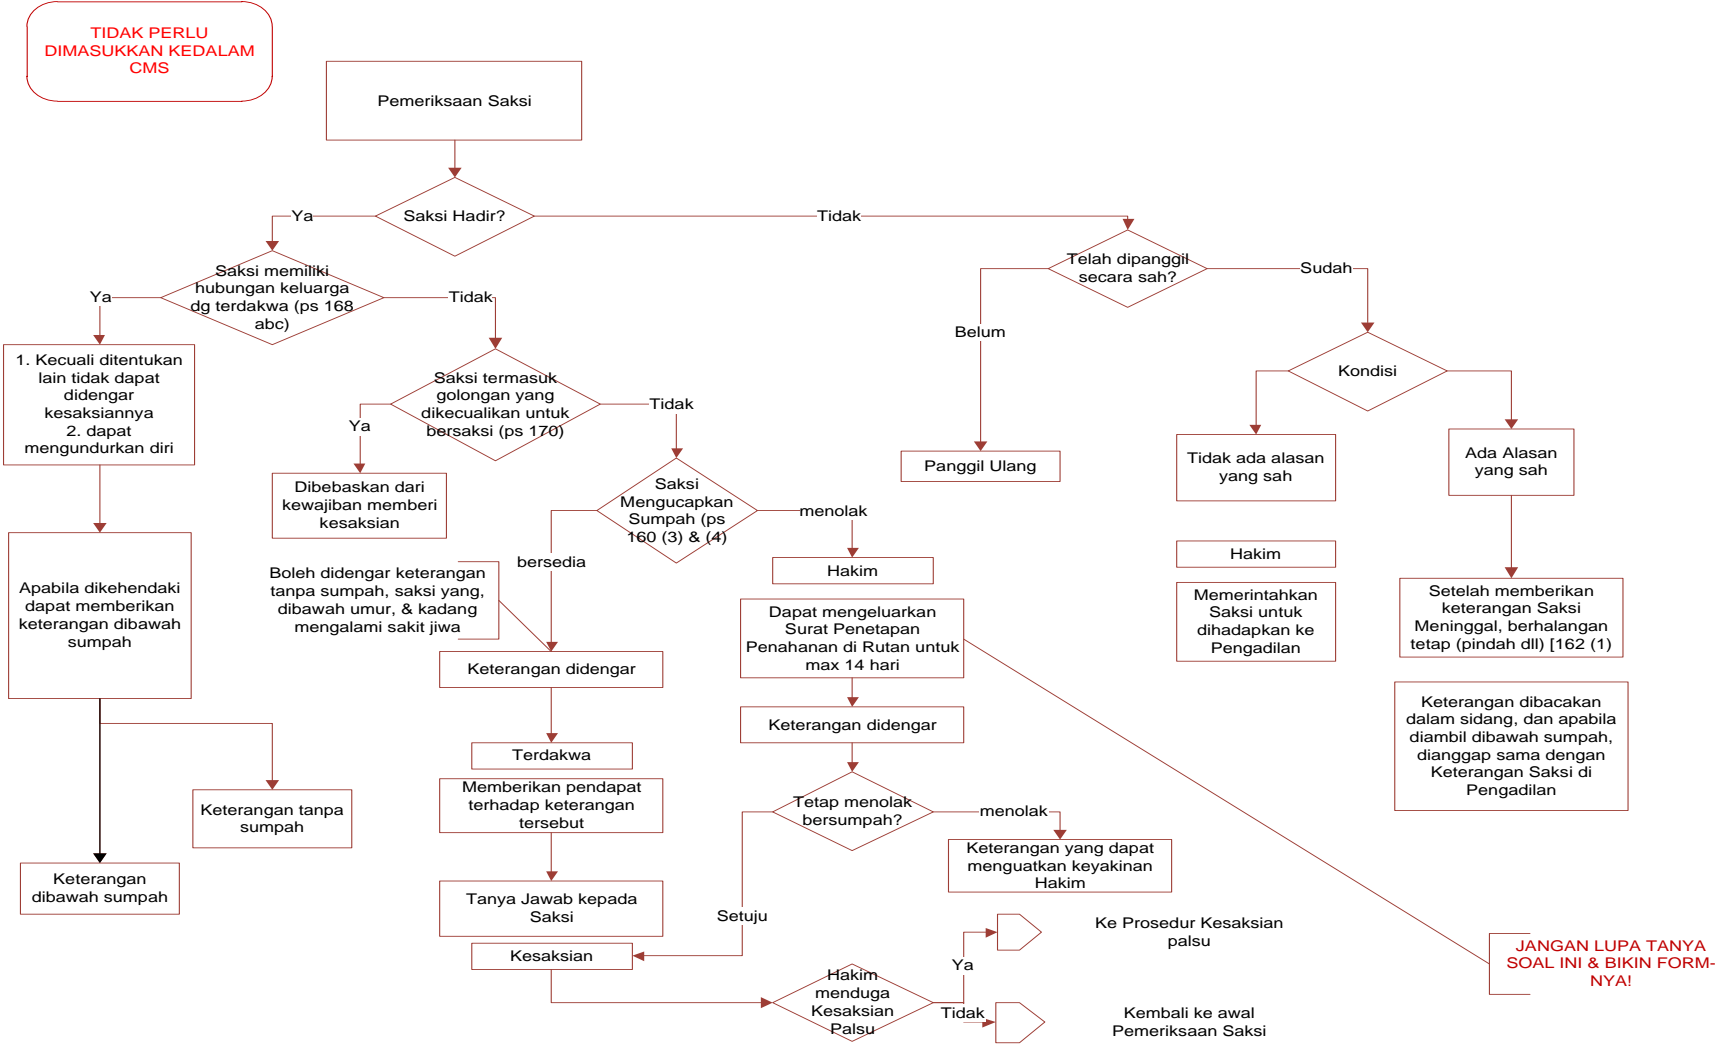 TIDAK PERLU
DIMASUKKAN KEDALAM
CMS
Pemeriksaan Saksi
Saksi Hadir?
Ya
Tidak
Saksi memiliki
hubungan keluarga
dg terdakwa (ps 168
abc)
Telah dipanggil
secara sah?
Sudah
Ya
Tidak
Belum
1. Kecuali ditentukan
lain tidak dapat
didengar
kesaksiannya
2. dapat
mengundurkan diri
Saksi termasuk
golongan yang
dikecualikan untuk
bersaksi (ps 170)
Kondisi
Ya
Tidak
Panggil Ulang
Tidak ada alasan
yang sah
Ada Alasan
yang sah
Dibebaskan dari
kewajiban memberi
kesaksian
Saksi
Mengucapkan
Sumpah (ps
160 (3) & (4)
menolak
bersedia
Hakim
Hakim
Apabila dikehendaki
dapat memberikan
keterangan dibawah
sumpah
Boleh didengar keterangan
tanpa sumpah, saksi yang,
dibawah umur, & kadang
mengalami sakit jiwa
Dapat mengeluarkan
Surat Penetapan
Penahanan di Rutan untuk
max 14 hari
Memerintahkan
Saksi untuk
dihadapkan ke
Pengadilan
Setelah memberikan
keterangan Saksi
Meninggal, berhalangan
tetap (pindah dll) [162 (1)
Keterangan didengar
Keterangan didengar
Keterangan dibacakan
dalam sidang, dan apabila
diambil dibawah sumpah,
dianggap sama dengan
Keterangan Saksi di
Pengadilan
Terdakwa
Memberikan pendapat
terhadap keterangan
tersebut
Keterangan tanpa
sumpah
Tetap menolak
bersumpah?
menolak
Keterangan
dibawah sumpah
Keterangan yang dapat
menguatkan keyakinan
Hakim
Tanya Jawab kepada
Saksi
Setuju
Kesaksian
Ke Prosedur Kesaksian
palsu
Ya
Hakim
menduga
Kesaksian
Palsu
Tidak
Kembali ke awal
Pemeriksaan Saksi
JANGAN LUPA TANYA
SOAL INI & BIKIN FORM-
NYA!